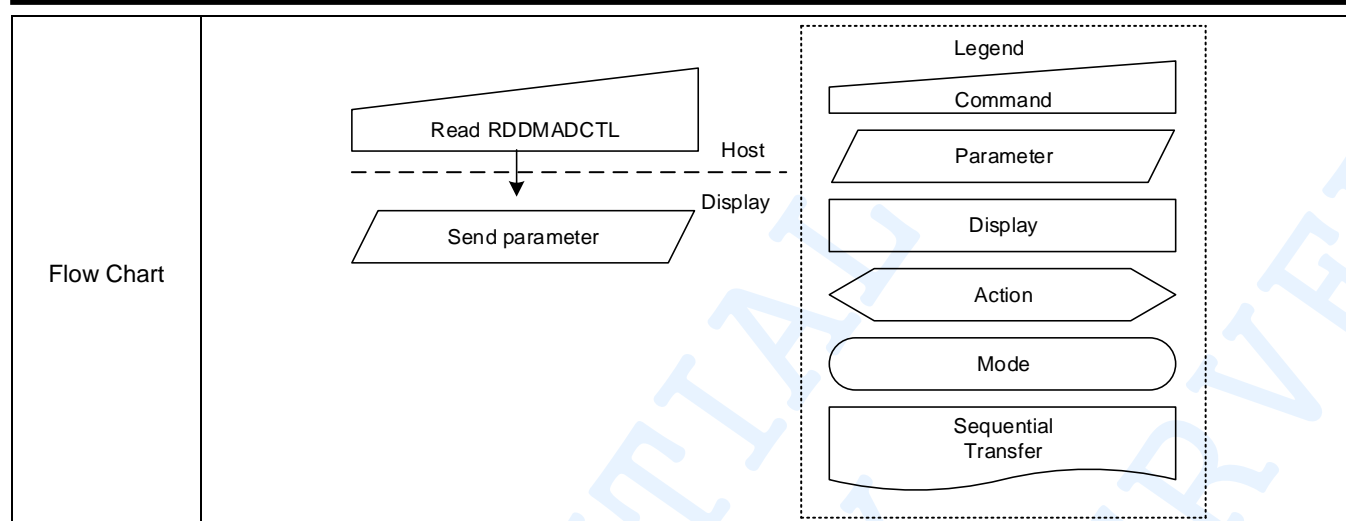 Flow Chart
Read RDDMADCTL
Host
Display
Send parameter
Legend
Command
Parameter
Display
Action
Mode
Sequential
Transfer